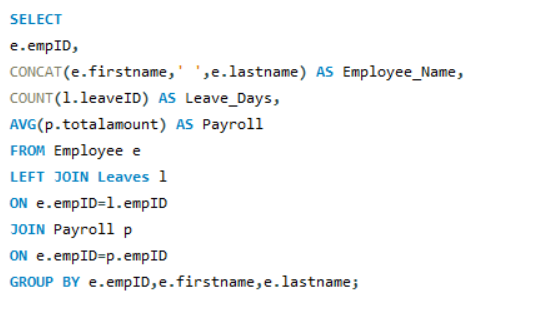 SELECT
e.empID,
CONCAT(e.firstname,' ',e.lastname) AS Employee_Name,
COUNT(l.leaveID) AS Leave_Days,
AVG(p.totalamount) AS Payroll
FROM Employee e
LEFT JOIN Leaves l
ON e.empID=l.empID
JOIN Payroll p
ON e.empID=p.empID
GROUP BY e.empID,e.firstname,e.lastname;